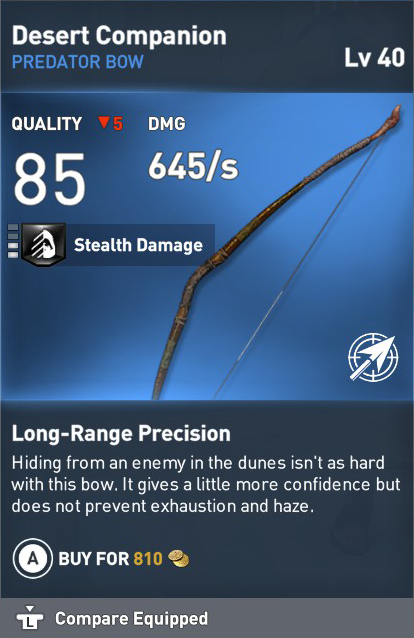 Desert Companion
PREDATOR BOW
Lv 40
QUALITY ▼5 DMG
85 645/s
Stealth Damage
Long-Range Precision
Hiding from an enemy in the dunes isn't as hard
with this bow. It gives a little more confidence but
does not prevent exhaustion and haze.
A BUY FOR 810
L Compare Equipped